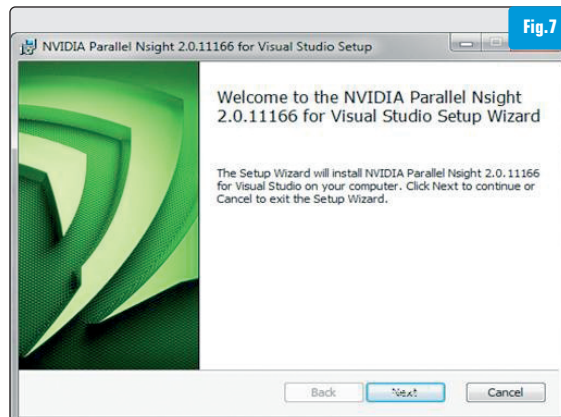 Fig.7
NVIDIA Parallel Nsight 2.0.11166 for Visual Studio Setup
Welcome to the NVIDIA Parallel Nsight
2.0.11166 for Visual Studio Setup Wizard
The Setup Wizard will install NVIDIA Parallel Nsight 2.0.11166
for Visual Studio on your computer. Click Next to continue or
Cancel to exit the Setup Wizard.
Back
Next
Cancel